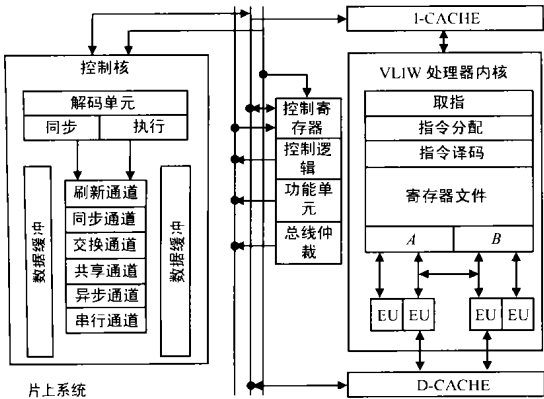 控制核
解码单元
同步
执行
数据缓冲
刷新通道
同步通道
交换通道
共享通道
异步通道
串行通道
数据缓冲
片上系统
控制寄
存器
控制逻
辑
功能单
元
总线仲
裁
I-CACHE
VLIW 处理器内核
取指
指令分配
指令译码
寄存器文件
A
B
EU
EU
EU
EU
D-CACHE